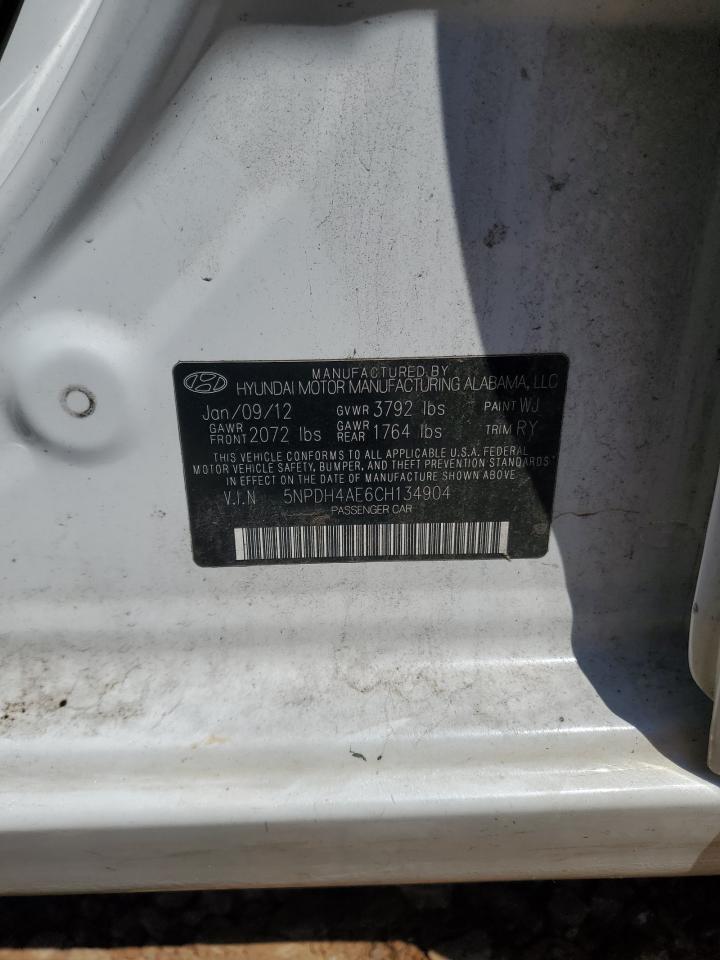 MANUFACTURED BY
HYUNDAI MOTOR MANUFACTURING ALABAMA, LLC
Jan/09/12 GVWR 3792 lbs PAINT WJ
GAWR FRONT 2072 lbs GAWR REAR 1764 lbs TRIM RY
THIS VEHICLE CONFORMS TO ALL APPLICABLE U.S.A. FEDERAL
MOTOR VEHICLE SAFETY, BUMPER, AND THEFT PREVENTION STANDARDS
IN EFFECT ON THE DATE OF MANUFACTURE SHOWN ABOVE
V.I.N 5NPDH4AE6CH134904
PASSENGER CAR